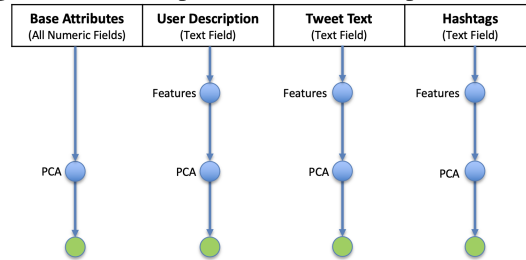 Base Attributes
(All Numeric Fields)
User Description
(Text Field)
Tweet Text
(Text Field)
Hashtags
(Text Field)
Features
Features
Features
PCA
PCA
PCA
PCA